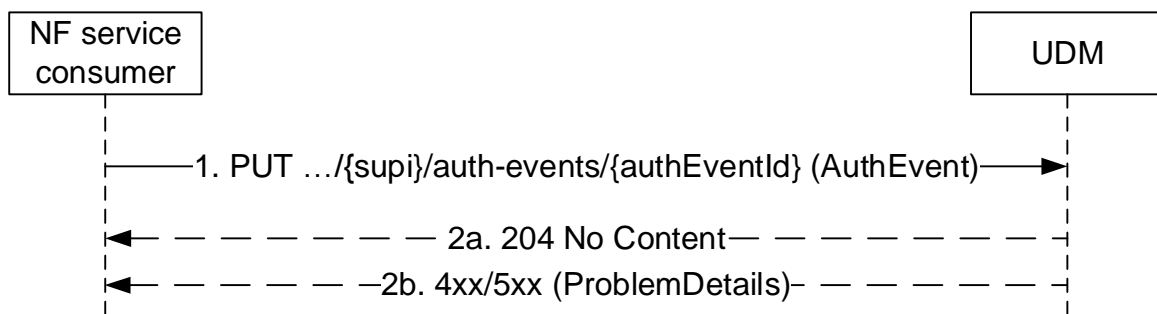 NF service
consumer
UDM
1. PUT …/{supi}/auth-events/{authEventId} (AuthEvent)
2a. 204 No Content
2b. 4xx/5xx (ProblemDetails)